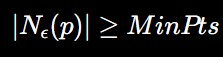 |N_ϵ(p)| ≥ MinPts